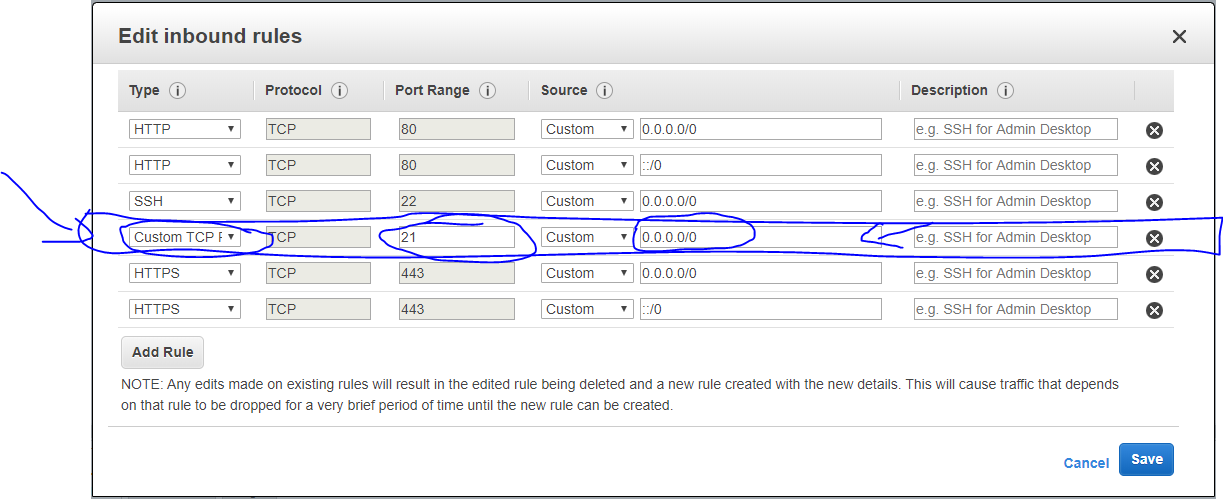 Edit inbound rules
Type Protocol Port Range Source Description
HTTP TCP 80 Custom 0.0.0.0/0 e.g. SSH for Admin Desktop
HTTP TCP 80 Custom ::/0 e.g. SSH for Admin Desktop
SSH TCP 22 Custom 0.0.0.0/0 e.g. SSH for Admin Desktop
Custom TCP F TCP 21 Custom 0.0.0.0/0 e.g. SSH for Admin Desktop
HTTPS TCP 443 Custom 0.0.0.0/0 e.g. SSH for Admin Desktop
HTTPS TCP 443 Custom ::/0 e.g. SSH for Admin Desktop
Add Rule
NOTE: Any edits made on existing rules will result in the edited rule being deleted and a new rule created with the new details. This will cause traffic that depends
on that rule to be dropped for a very brief period of time until the new rule can be created.
Cancel Save